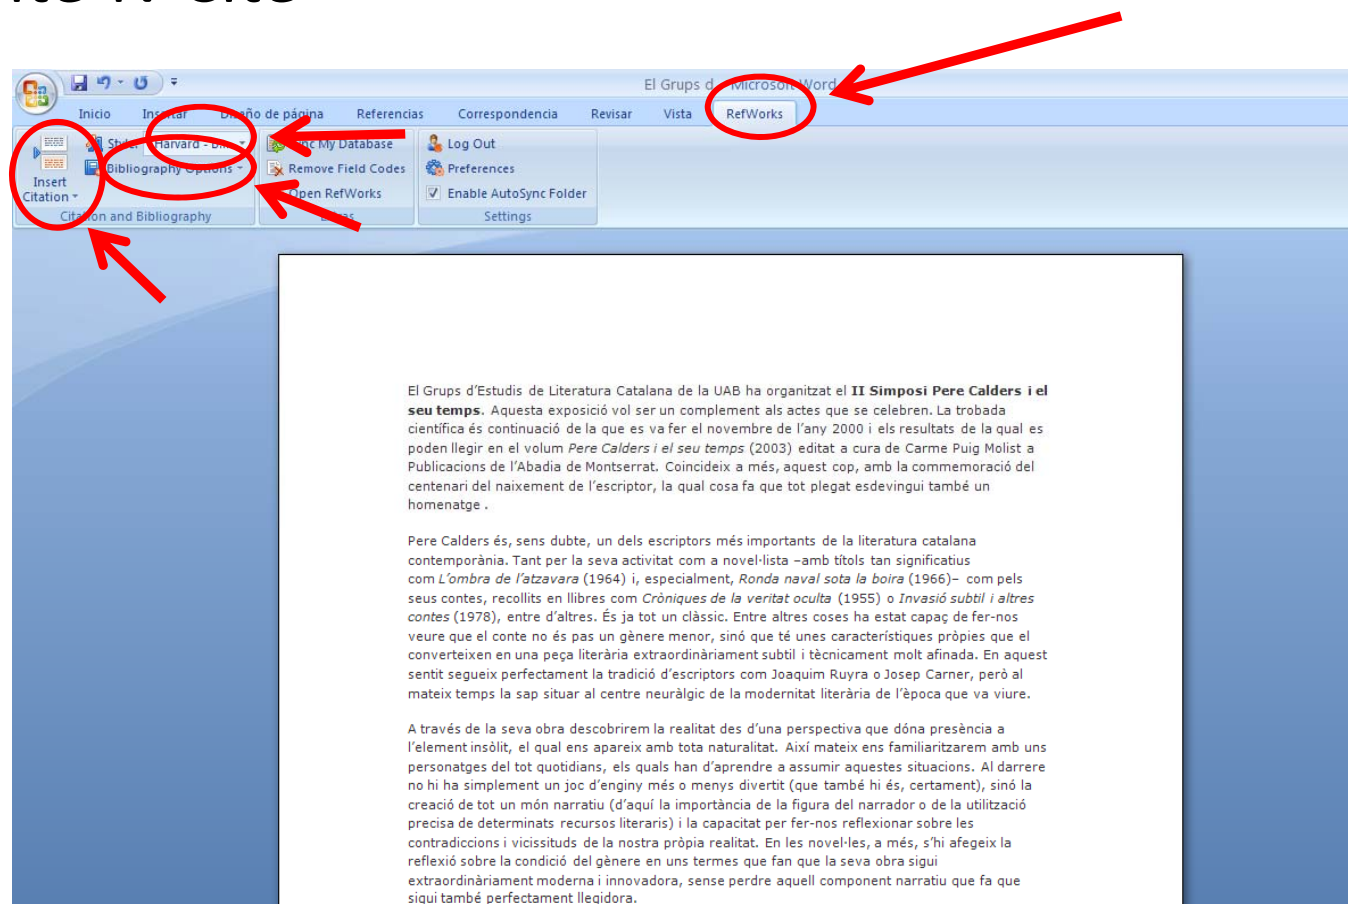 El Grups d - Microsoft Word
Inicio Insertar Diseño de página Referencias Correspondencia Revisar Vista RefWorks
Style: Harvard - Sync My Database Log Out
Bibliography Options Remove Field Codes Preferences
Insert
Citation Open RefWorks Enable AutoSync Folder
Citation and Bibliography Extras Settings
El Grups d’Estudis de Literatura Catalana de la UAB ha organitzat el II Simposi Pere Calders i el
seu temps. Aquesta exposició vol ser un complement als actes que se celebren. La trobada
científica és continuació de la que es va fer el novembre de l’any 2000 i els resultats de la qual es
poden llegir en el volum Pere Calders i el seu temps (2003) editat a cura de Carme Puig Molist a
Publicacions de l’Abadia de Montserrat. Coincideix a més, aquest cop, amb la commemoració del
centenari del naixement de l’escriptor, la qual cosa fa que tot plegat esdevingui també un
homenatge .
Pere Calders és, sens dubte, un dels escriptors més importants de la literatura catalana
contemporània. Tant per la seva activitat com a novel·lista –amb títols tan significatius
com L’ombra de l’atzavara (1964) i, especialment, Ronda naval sota la boira (1966)– com pels
seus contes, recollits en llibres com Cròniques de la veritat oculta (1955) o Invasió subtil i altres
contes (1978), entre d’altres. És ja tot un clàssic. Entre altres coses ha estat capaç de fer-nos
veure que el conte no és pas un gènere menor, sinó que té unes característiques pròpies que el
converteixen en una peça literària extraordinàriament subtil i tècnicament molt afinada. En aquest
sentit segueix perfectament la tradició d’escriptors com Joaquim Ruyra o Josep Carner, però al
mateix temps la sap situar al centre neuràlgic de la modernitat literària de l’època que va viure.
A través de la seva obra descobrirem la realitat des d’una perspectiva que dóna presència a
l’element insòlit, el qual ens apareix amb tota naturalitat. Així mateix ens familiaritzarem amb uns
personatges del tot quotidians, els quals han d’aprendre a assumir aquestes situacions. Al darrere
no hi ha simplement un joc d’enginy més o menys divertit (que també hi és, certament), sinó la
creació de tot un món narratiu (d’aquí la importància de la figura del narrador o de la utilització
precisa de determinats recursos literaris) i la capacitat per fer-nos reflexionar sobre les
contradiccions i vicissituds de la nostra pròpia realitat. En les novel·les, a més, s’hi afegeix la
reflexió sobre la condició del gènere en uns termes que fan que la seva obra sigui
extraordinàriament moderna i innovadora, sense perdre aquell component narratiu que fa que
sigui també perfectament llegidora.